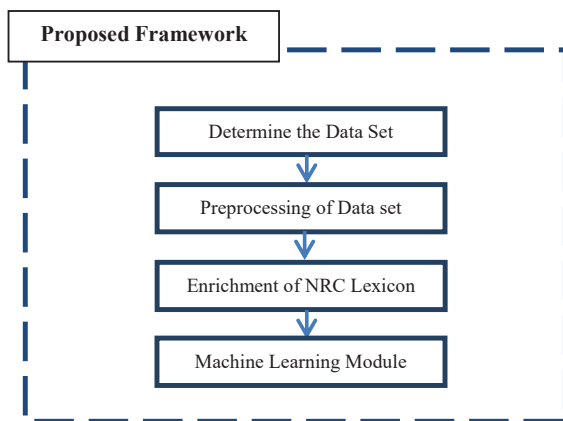 Proposed Framework
Determine the Data Set
Preprocessing of Data set
Enrichment of NRC Lexicon
Machine Learning Module